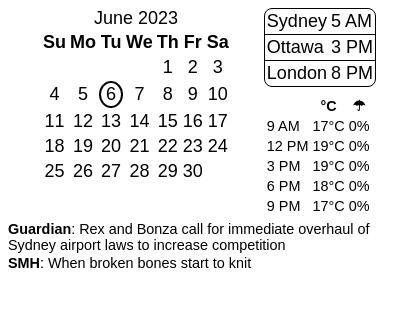 June 2023
Su Mo Tu We Th Fr Sa
1 2 3
4 5 6 7 8 9 10
11 12 13 14 15 16 17
18 19 20 21 22 23 24
25 26 27 28 29 30
Sydney 5 AM
Ottawa 3 PM
London 8 PM
°C ☂
9 AM 17°C 0%
12 PM 19°C 0%
3 PM 19°C 0%
6 PM 18°C 0%
9 PM 17°C 0%
Guardian: Rex and Bonza call for immediate overhaul of
Sydney airport laws to increase competition
SMH: When broken bones start to knit